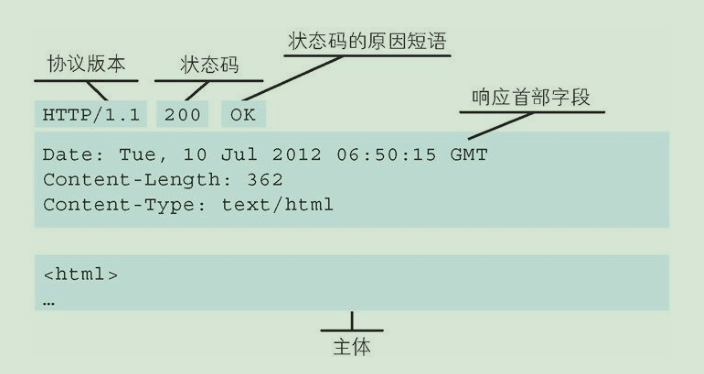 状态码的原因短语
协议版本 状态码
响应首部字段
HTTP/1.1 200 OK
Date: Tue, 10 Jul 2012 06:50:15 GMT
Content-Length: 362
Content-Type: text/html
<html>
…
主体